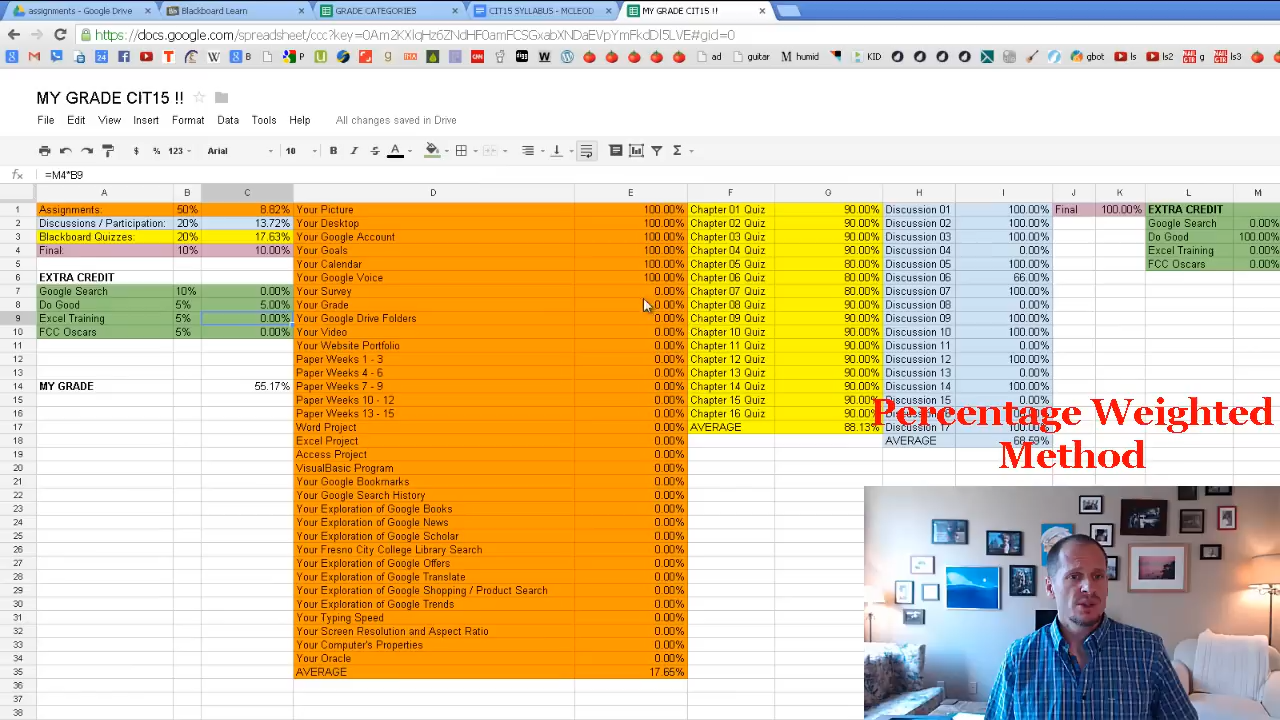 assignments - Google Drive × Blackboard Learn × GRADE CATEGORIES × CIT15 SYLLABUS - MCLEOD × MY GRADE CIT15 !! ×
https://docs.google.com/spreadsheet/ccc?key=0Am2KXlqHz6ZNdHF0amFCSGxabXNDaEVpYmFkdDl5LVE#gid=0
ad guitar humid KID gbot ls ls2 ls3
MY GRADE CIT15 !!
File Edit View Insert Format Data Tools Help All changes saved in Drive
$ % 123 Arial 10 B I S A Σ
fx =M4*B9
A B C D E F G H I J K L M
1 Assignments: 50% 8.82% Your Picture 100.00% Chapter 01 Quiz 90.00% Discussion 01 100.00% Final 100.00% EXTRA CREDIT
2 Discussions / Participation: 20% 13.72% Your Desktop 100.00% Chapter 02 Quiz 90.00% Discussion 02 100.00% Google Search 0.00%
3 Blackboard Quizzes: 20% 17.63% Your Google Account 100.00% Chapter 03 Quiz 90.00% Discussion 03 100.00% Do Good 100.00%
4 Final: 10% 10.00% Your Goals 100.00% Chapter 04 Quiz 90.00% Discussion 04 0.00% Excel Training 0.00%
5 Your Calendar 100.00% Chapter 05 Quiz 80.00% Discussion 05 100.00% FCC Oscars 0.00%
6 EXTRA CREDIT Your Google Voice 100.00% Chapter 06 Quiz 80.00% Discussion 06 66.00%
7 Google Search 10% 0.00% Your Survey 0.00% Chapter 07 Quiz 80.00% Discussion 07 100.00%
8 Do Good 5% 5.00% Your Grade 0.00% Chapter 08 Quiz 90.00% Discussion 08 0.00%
9 Excel Training 5% 0.00% Your Google Drive Folders 0.00% Chapter 09 Quiz 90.00% Discussion 09 100.00%
10 FCC Oscars 5% 0.00% Your Video 0.00% Chapter 10 Quiz 90.00% Discussion 10 100.00%
11 Your Website Portfolio 0.00% Chapter 11 Quiz 90.00% Discussion 11 0.00%
12 Paper Weeks 1 - 3 0.00% Chapter 12 Quiz 90.00% Discussion 12 100.00%
13 Paper Weeks 4 - 6 0.00% Chapter 13 Quiz 90.00% Discussion 13 0.00%
14 MY GRADE 55.17% Paper Weeks 7 - 9 0.00% Chapter 14 Quiz 90.00% Discussion 14 100.00%
15 Paper Weeks 10 - 12 0.00% Chapter 15 Quiz 90.00% Discussion 15
16 Paper Weeks 13 - 15 0.00% Chapter 16 Quiz 90.00%
17 Word Project 0.00% AVERAGE 88.13% Discussion 17 100.00%
18 Excel Project 0.00% AVERAGE 68.59%
19 Access Project 0.00%
20 VisualBasic Program 0.00%
21 Your Google Bookmarks 0.00%
22 Your Google Search History 0.00%
23 Your Exploration of Google Books 0.00%
24 Your Exploration of Google News 0.00%
25 Your Exploration of Google Scholar 0.00%
26 Your Fresno City College Library Search 0.00%
27 Your Exploration of Google Offers 0.00%
28 Your Exploration of Google Translate 0.00%
29 Your Exploration of Google Shopping / Product Search 0.00%
30 Your Exploration of Google Trends 0.00%
31 Your Typing Speed 0.00%
32 Your Screen Resolution and Aspect Ratio 0.00%
33 Your Computer's Properties 0.00%
34 Your Oracle 0.00%
35 AVERAGE 17.65%
36
37
38
Percentage Weighted
Method